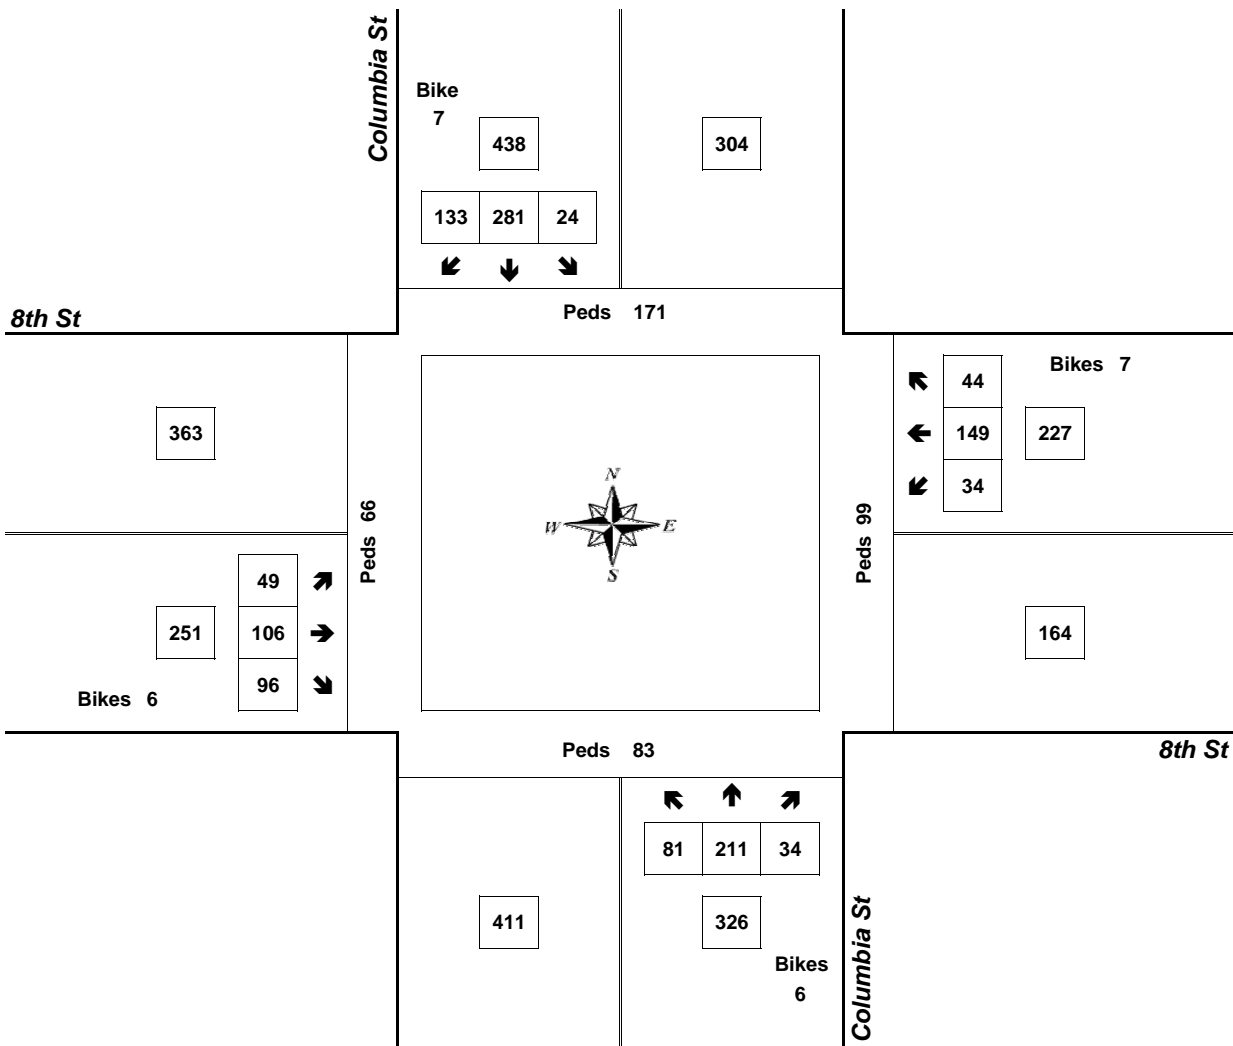 Columbia St
Bike
7
438
304
133 281 24
Peds 171
8th St
Bikes 7
44
149
34
227
363
Peds 66
Peds 99
N
W E
S
49
106
96
251
Bikes 6
164
Peds 83
8th St
81 211 34
411
326
Bikes
6
Columbia St